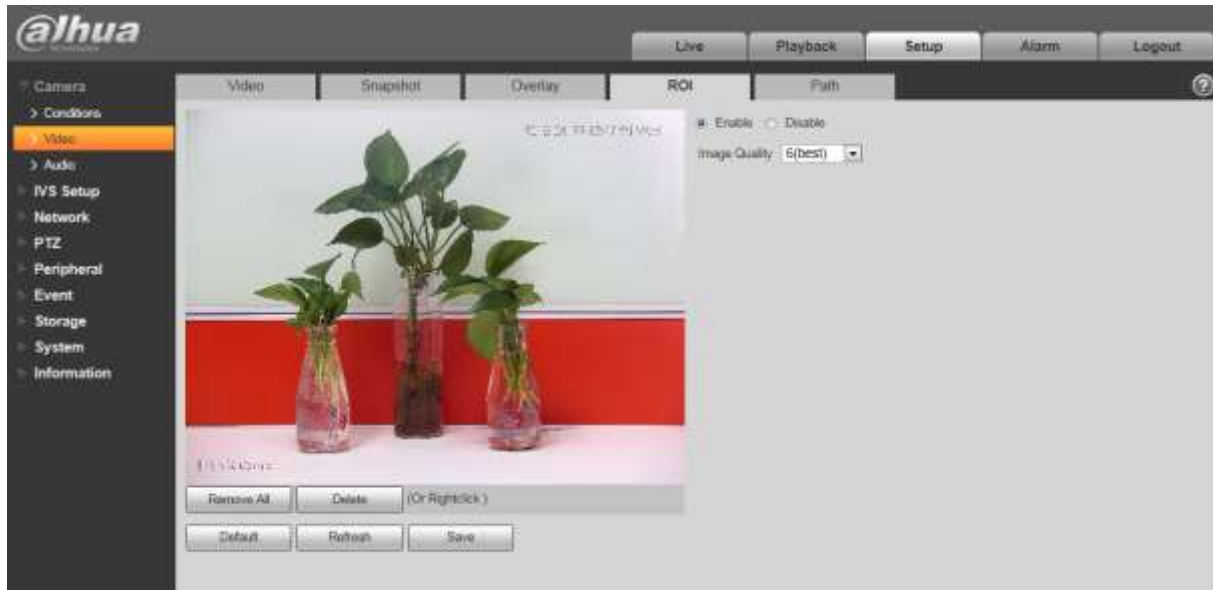 alhua
TECHNOLOGY
Live
Playback
Setup
Alarm
Logout
Camera
Conditions
Video
Audio
IVS Setup
Network
PTZ
Peripheral
Event
Storage
System
Information
Video
Snapshot
Overlay
ROI
Path
Enable
Disable
Image Quality
6(best)
Remove All
Delete
(Or Rightclick )
Default
Refresh
Save